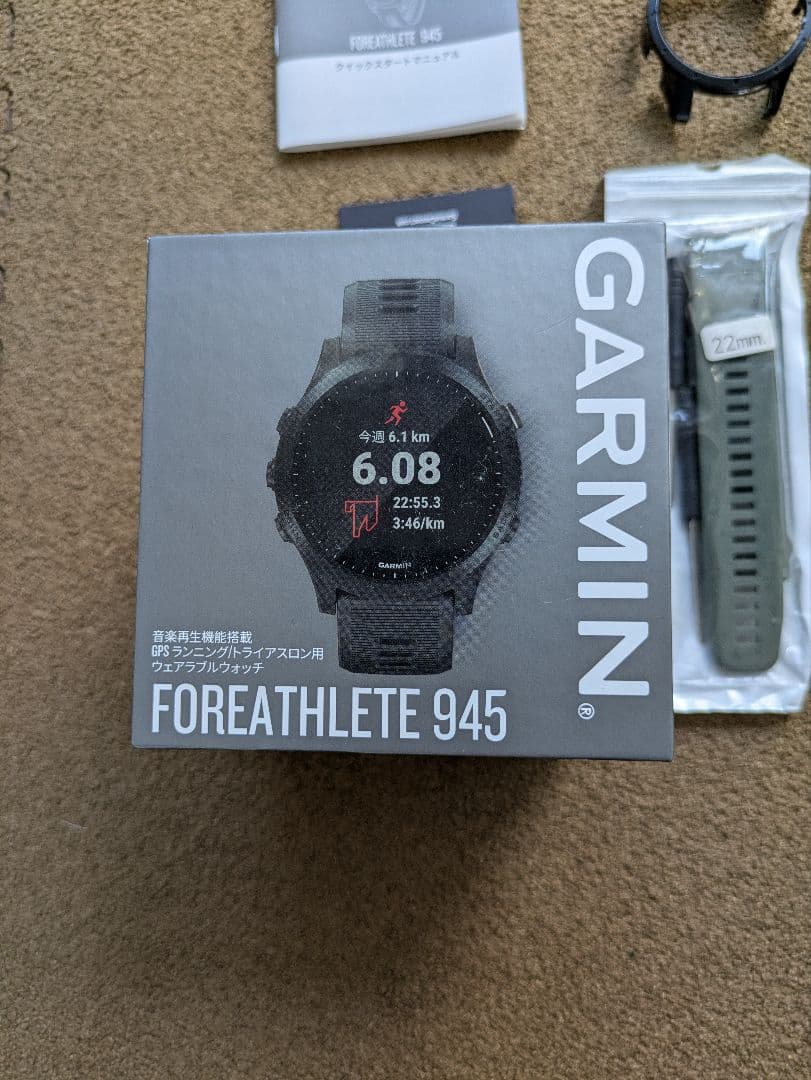 FOREATHLETE 945
クイックスタートマニュアル
GARMIN®
22mm.
今週 6.1 km
6.08
22:55.3
3:46/km
GARMIN
音楽再生機能搭載
GPS ランニング/トライアスロン用
ウェアラブルウォッチ
FOREATHLETE 945